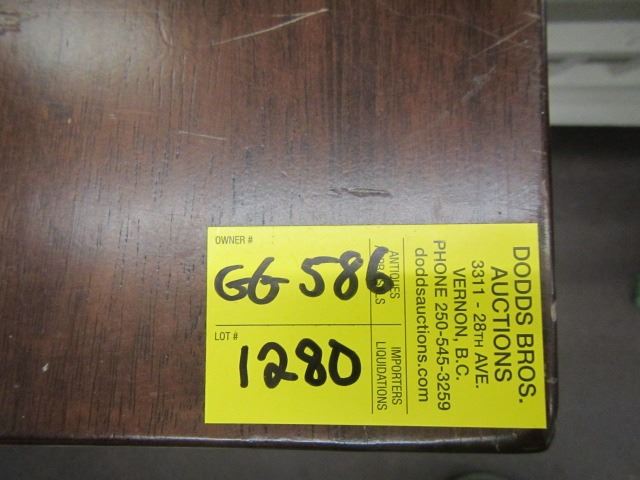 OWNER #
GG 586
LOT #
1280
DODDS BROS.
AUCTIONS
3311 - 28TH AVE.
VERNON, B.C.
PHONE 250-545-3259
doddsauctions.com
ANTIQUES IMPORTERS
APPRAISALS LIQUIDATIONS